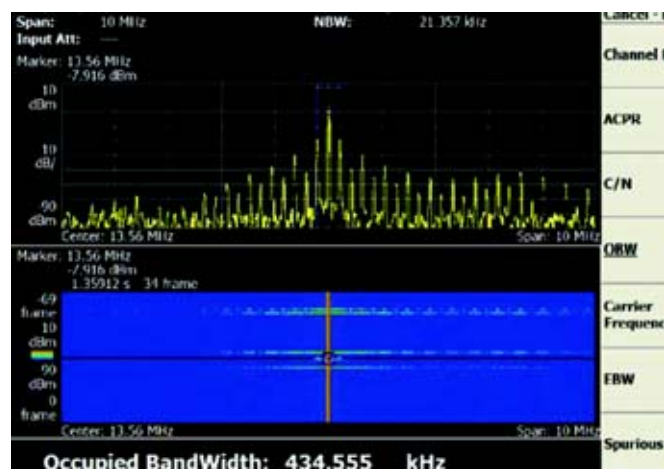 Span: 10 MHz NBW: 21.357 kHz
Input Att: ---
Cancel -
Marker: 13.56 MHz
-7.916 dBm
Channel
10
dBm
10
dB/
90
dBm
Center: 13.56 MHz Span: 10 MHz
ACPR
C/N
OBW
Marker: 13.56 MHz
-7.916 dBm
1.35912 s 34 frame
-69
frame
10
dBm
90
dBm
0
frame
Center: 13.56 MHz Span: 10 MHz
Carrier
Frequenc
EBW
Spurious
Occupied BandWidth: 434.555 kHz